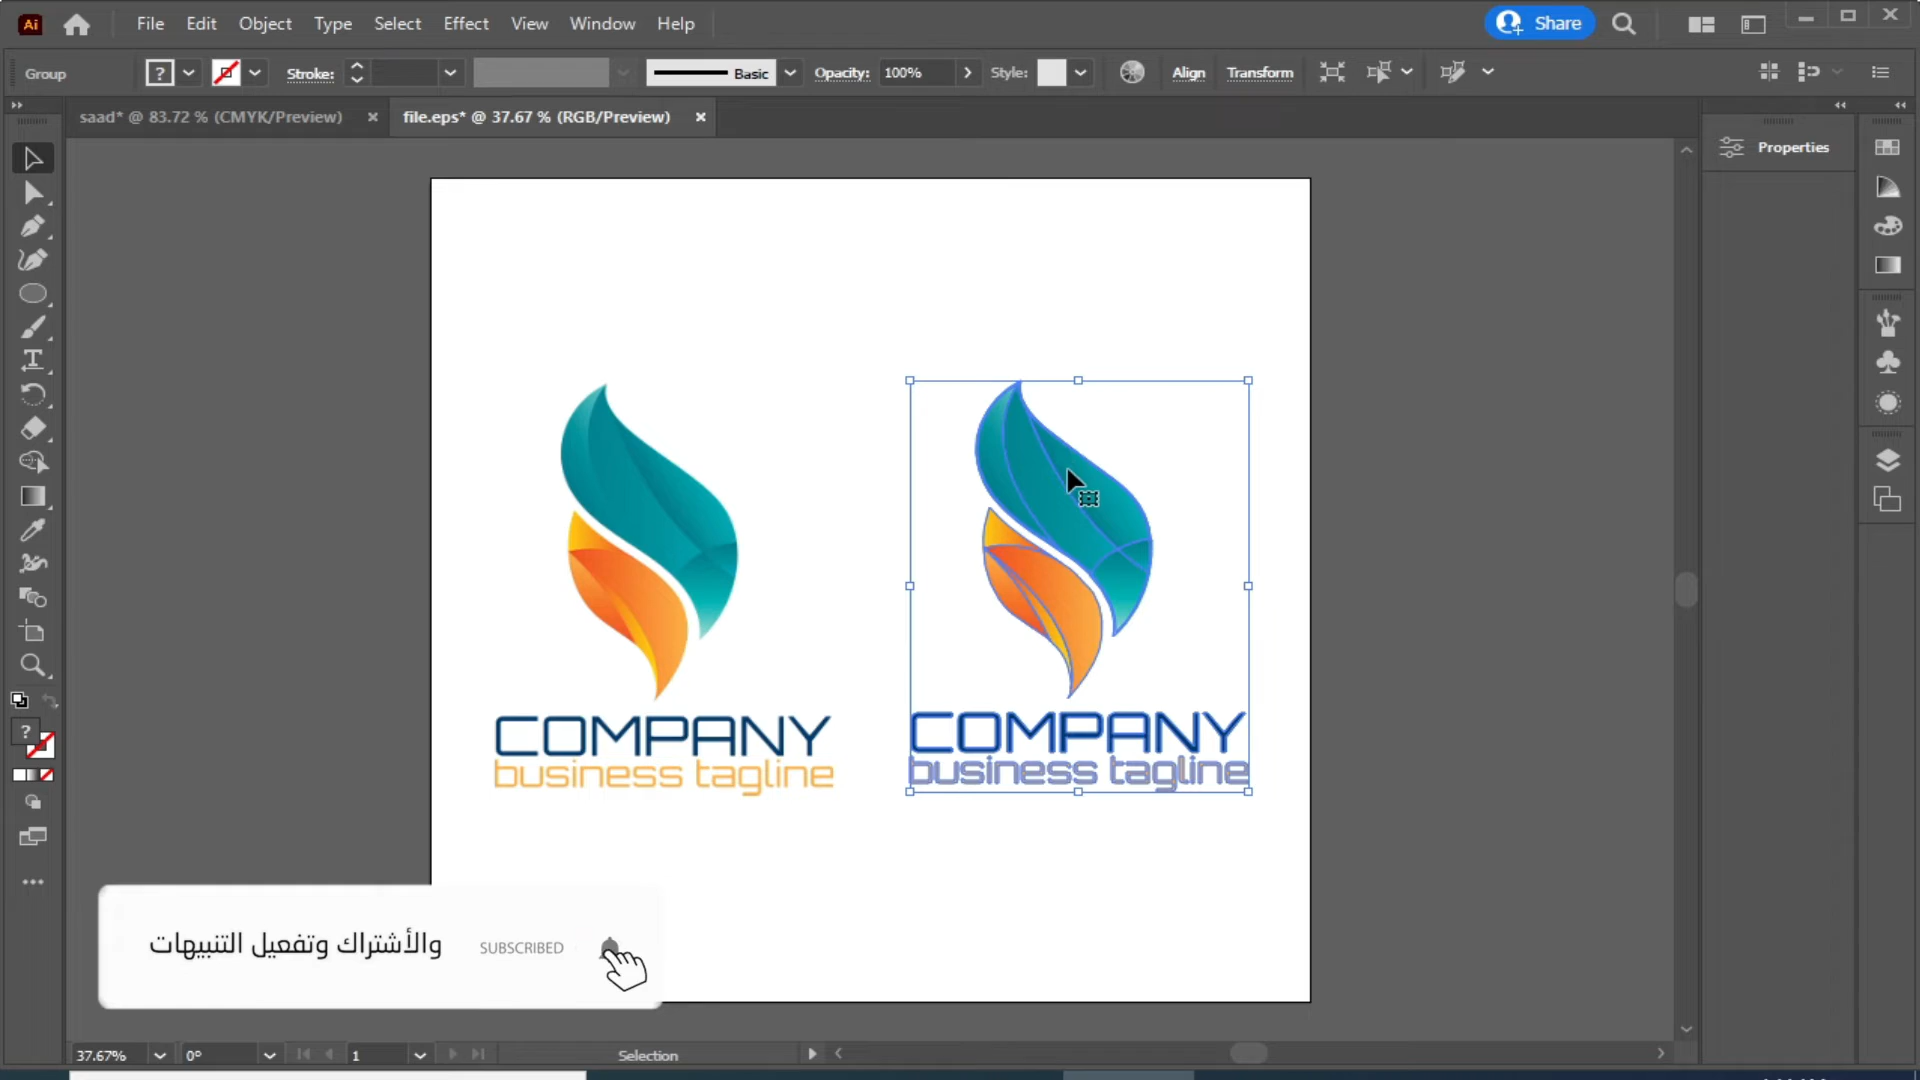 Ai File Edit Object Type Select Effect View Window Help Share
Group ? Stroke: Basic Opacity: 100% Style: Align Transform
saad* @ 83.72 % (CMYK/Preview) × file.eps* @ 37.67 % (RGB/Preview) ×
Properties
COMPANY
business tagline
COMPANY
business tagline
?
والأشتراك وتفعيل التنبيهات SUBSCRIBED
37.67% 0° 1 Selection